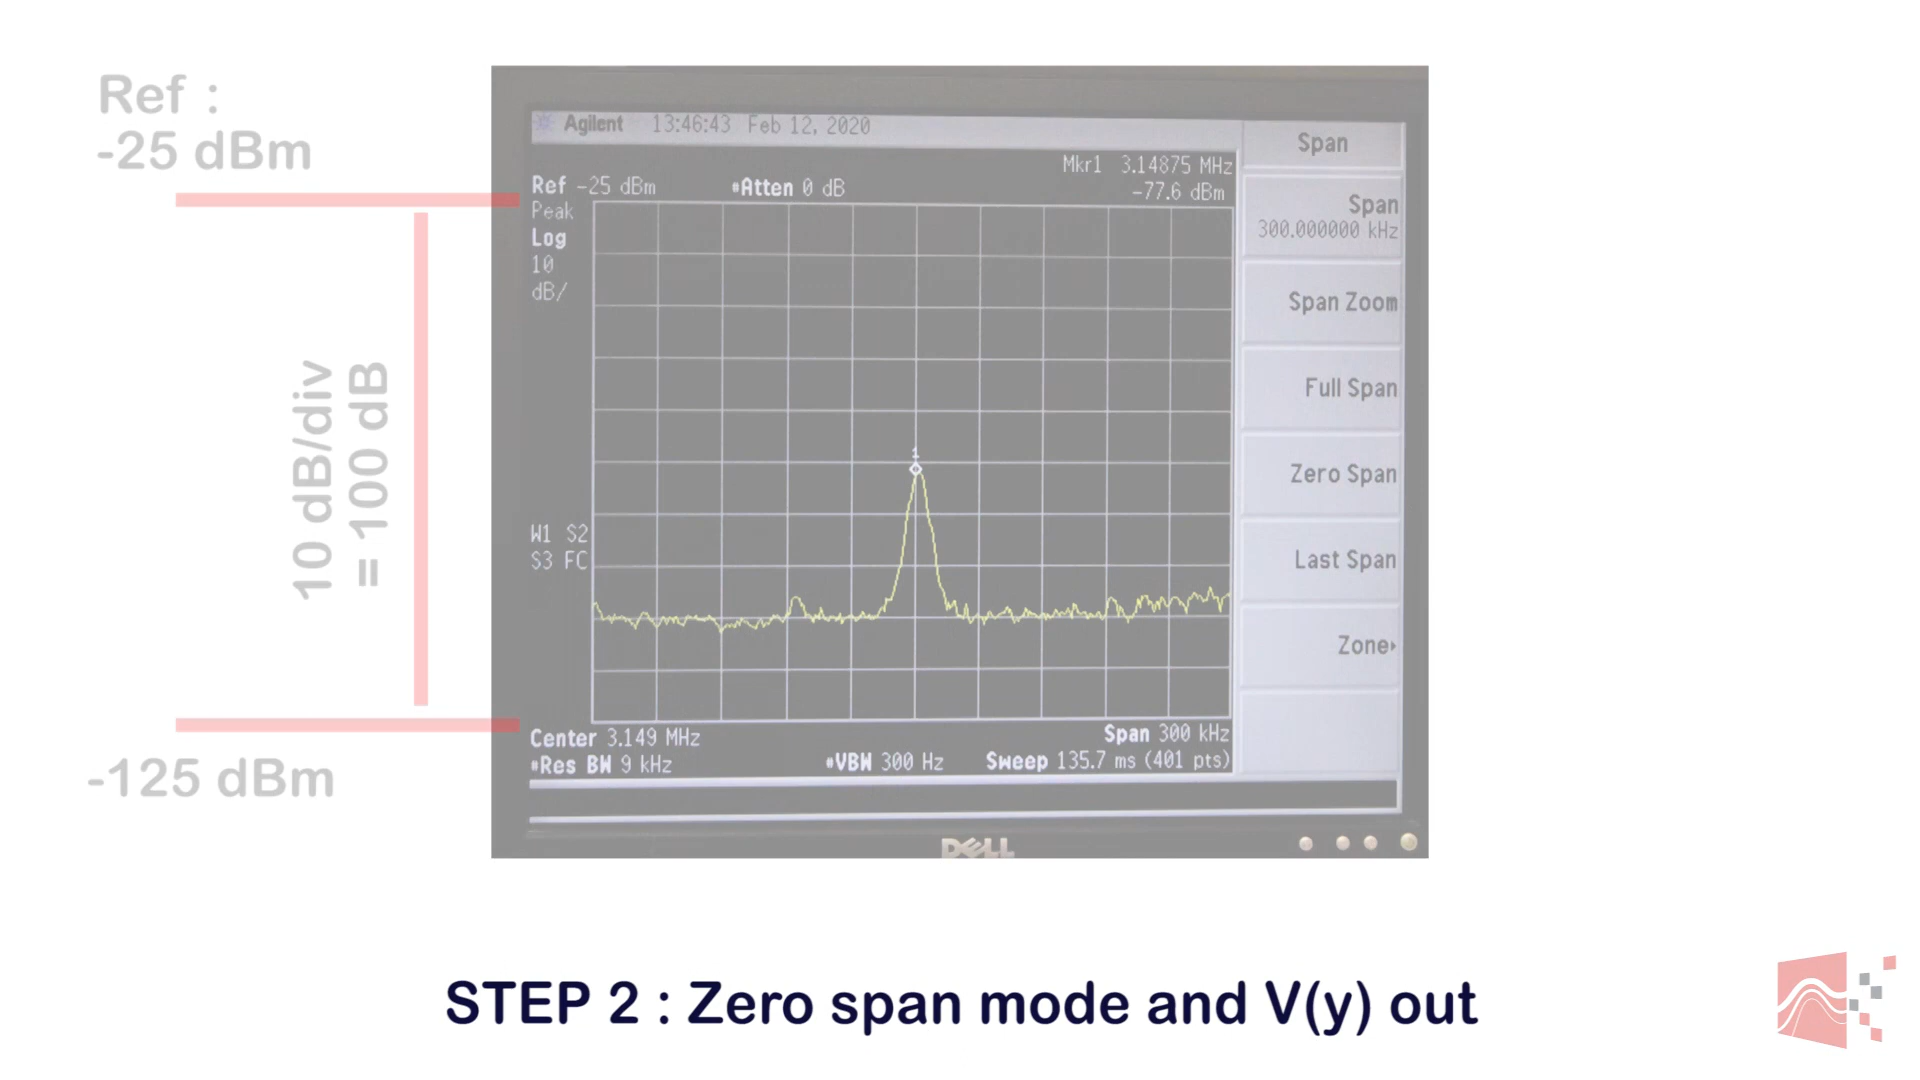 Ref :
-25 dBm
10 dB/div
= 100 dB
-125 dBm
Agilent 13:46:43 Feb 12, 2020
Mkr1 3.14875 MHz
Ref -25 dBm #Atten 0 dB -77.6 dBm
Peak
Log
10
dB/
1
W1 S2
S3 FC
Center 3.149 MHz Span 300 kHz
#Res BW 9 kHz #VBW 300 Hz Sweep 135.7 ms (401 pts)
Span
Span
300.000000 kHz
Span Zoom
Full Span
Zero Span
Last Span
Zone▸
DELL
STEP 2 : Zero span mode and V(y) out